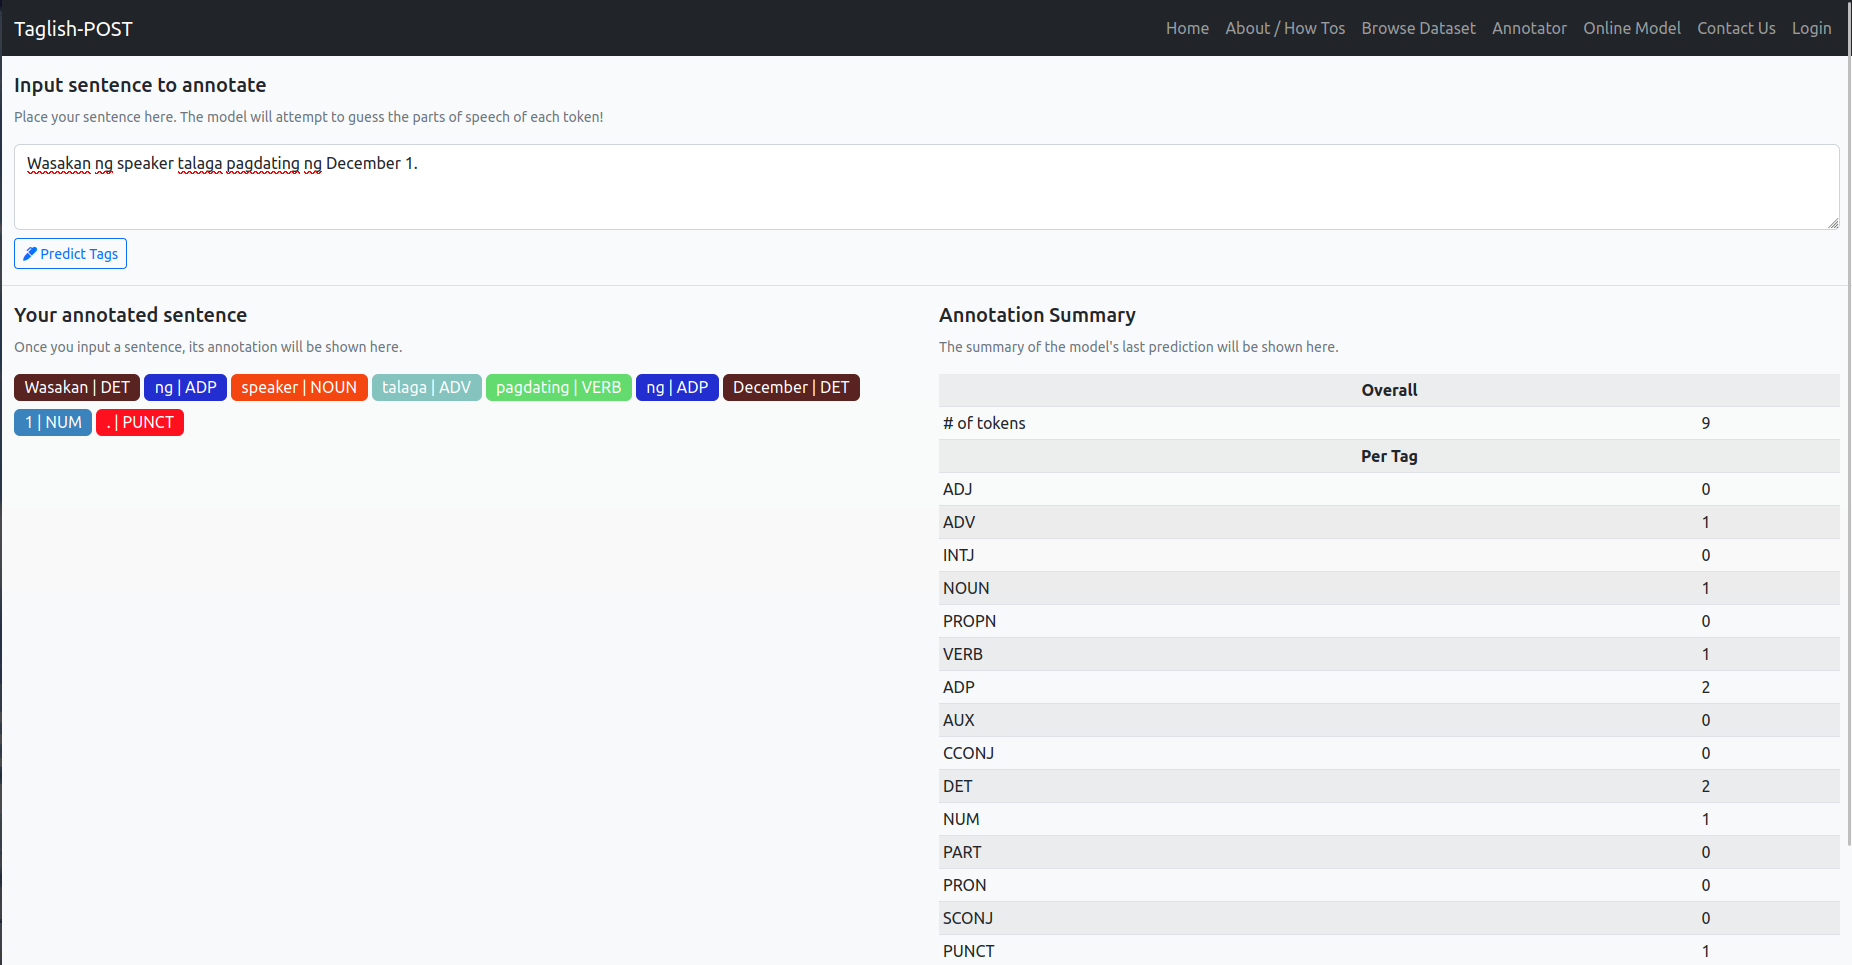 Taglish-POST Home About / How Tos Browse Dataset Annotator Online Model Contact Us Login
Input sentence to annotate
Place your sentence here. The model will attempt to guess the parts of speech of each token!
Wasakan ng speaker talaga pagdating ng December 1.
Predict Tags
Your annotated sentence
Once you input a sentence, its annotation will be shown here.
Wasakan | DET ng | ADP speaker | NOUN talaga | ADV pagdating | VERB ng | ADP December | DET
1 | NUM . | PUNCT
Annotation Summary
The summary of the model's last prediction will be shown here.
Overall
# of tokens 9
Per Tag
ADJ 0
ADV 1
INTJ 0
NOUN 1
PROPN 0
VERB 1
ADP 2
AUX 0
CCONJ 0
DET 2
NUM 1
PART 0
PRON 0
SCONJ 0
PUNCT 1